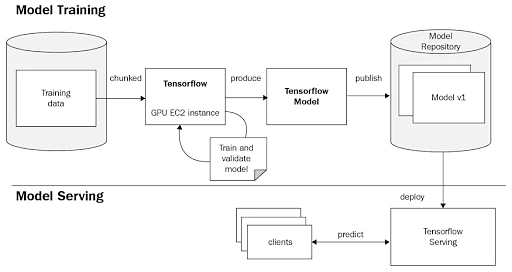 Model Training
Training
data
chunked
Tensorflow
GPU EC2 instance
Train and
validate
model
produce
Tensorflow
Model
publish
Model
Repository
Model v1
Model Serving
deploy
clients
predict
Tensorflow
Serving